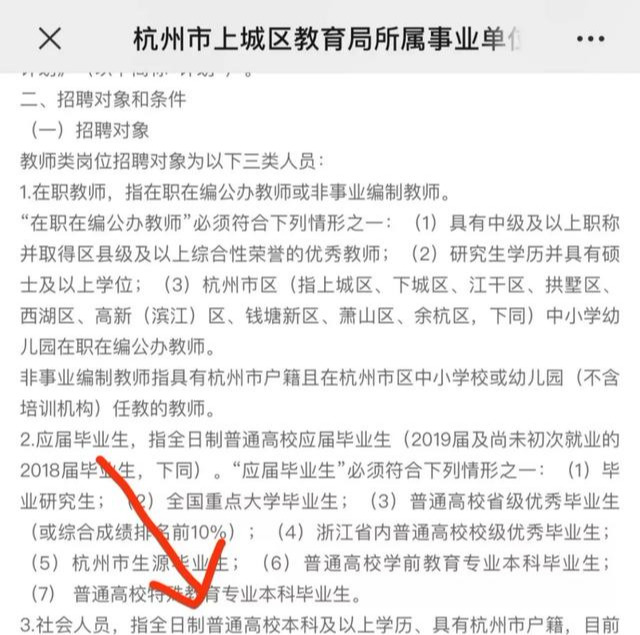 杭州市上城区教育局所属事业单位
二、招聘对象和条件
（一）招聘对象
教师类岗位招聘对象为以下三类人员：
1.在职教师，指在职在编公办教师或非事业编制教师。
“在职在编公办教师”必须符合下列情形之一：（1）具有中级及以上职称
并取得区县级及以上综合性荣誉的优秀教师；（2）研究生学历并具有硕
士及以上学位；（3）杭州市区（指上城区、下城区、江干区、拱墅区、
西湖区、高新（滨江）区、钱塘新区、萧山区、余杭区，下同）中小学幼
儿园在职在编公办教师。
非事业编制教师指具有杭州市户籍且在杭州市区中小学校或幼儿园（不含
培训机构）任教的教师。
2.应届毕业生，指全日制普通高校应届毕业生（2019届及尚未初次就业的
2018届毕业生，下同）。“应届毕业生”必须符合下列情形之一：（1）毕
业研究生；（2）全国重点大学毕业生；（3）普通高校省级优秀毕业生
（或综合成绩排名前10%）；（4）浙江省内普通高校校级优秀毕业生；
（5）杭州市生源毕业生；（6）普通高校学前教育专业本科毕业生；
（7） 普通高校特殊教育专业本科毕业生。
3.社会人员，指全日制普通高校本科及以上学历、具有杭州市户籍，目前